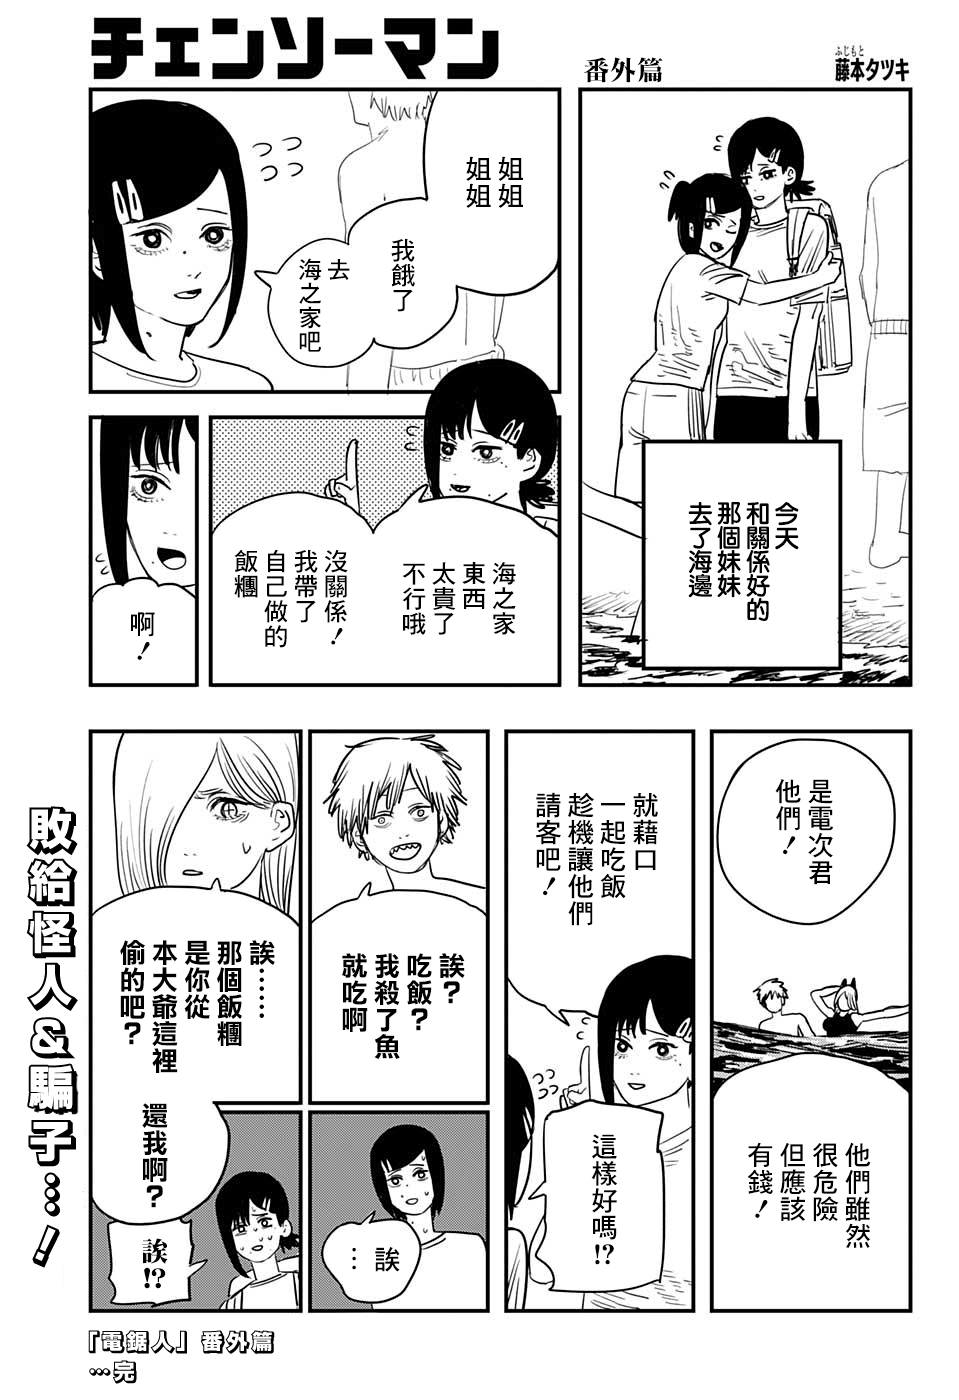 チェンソーマン
番外篇
ふじもと
藤本タツキ
今天
和關係好的
那個妹妹
去了海邊
姐姐
姐姐
我餓了
去
海之家吧
海之家
東西
太貴了
不行哦
沒關係！
我帶了
自己做的
飯糰
啊！
是電次君
他們！
他們雖然
很危險
但應該
有錢！
就藉口
一起吃飯
趁機讓他們
請客吧！
這樣好嗎!?
誒？
吃飯？
我殺了魚
就吃啊
誒
…
誒……
那個飯糰
是你從
本大爺這裡
偷的吧？
還我啊？
誒!?
敗給怪人&騙子…！
「電鋸人」番外篇
…完